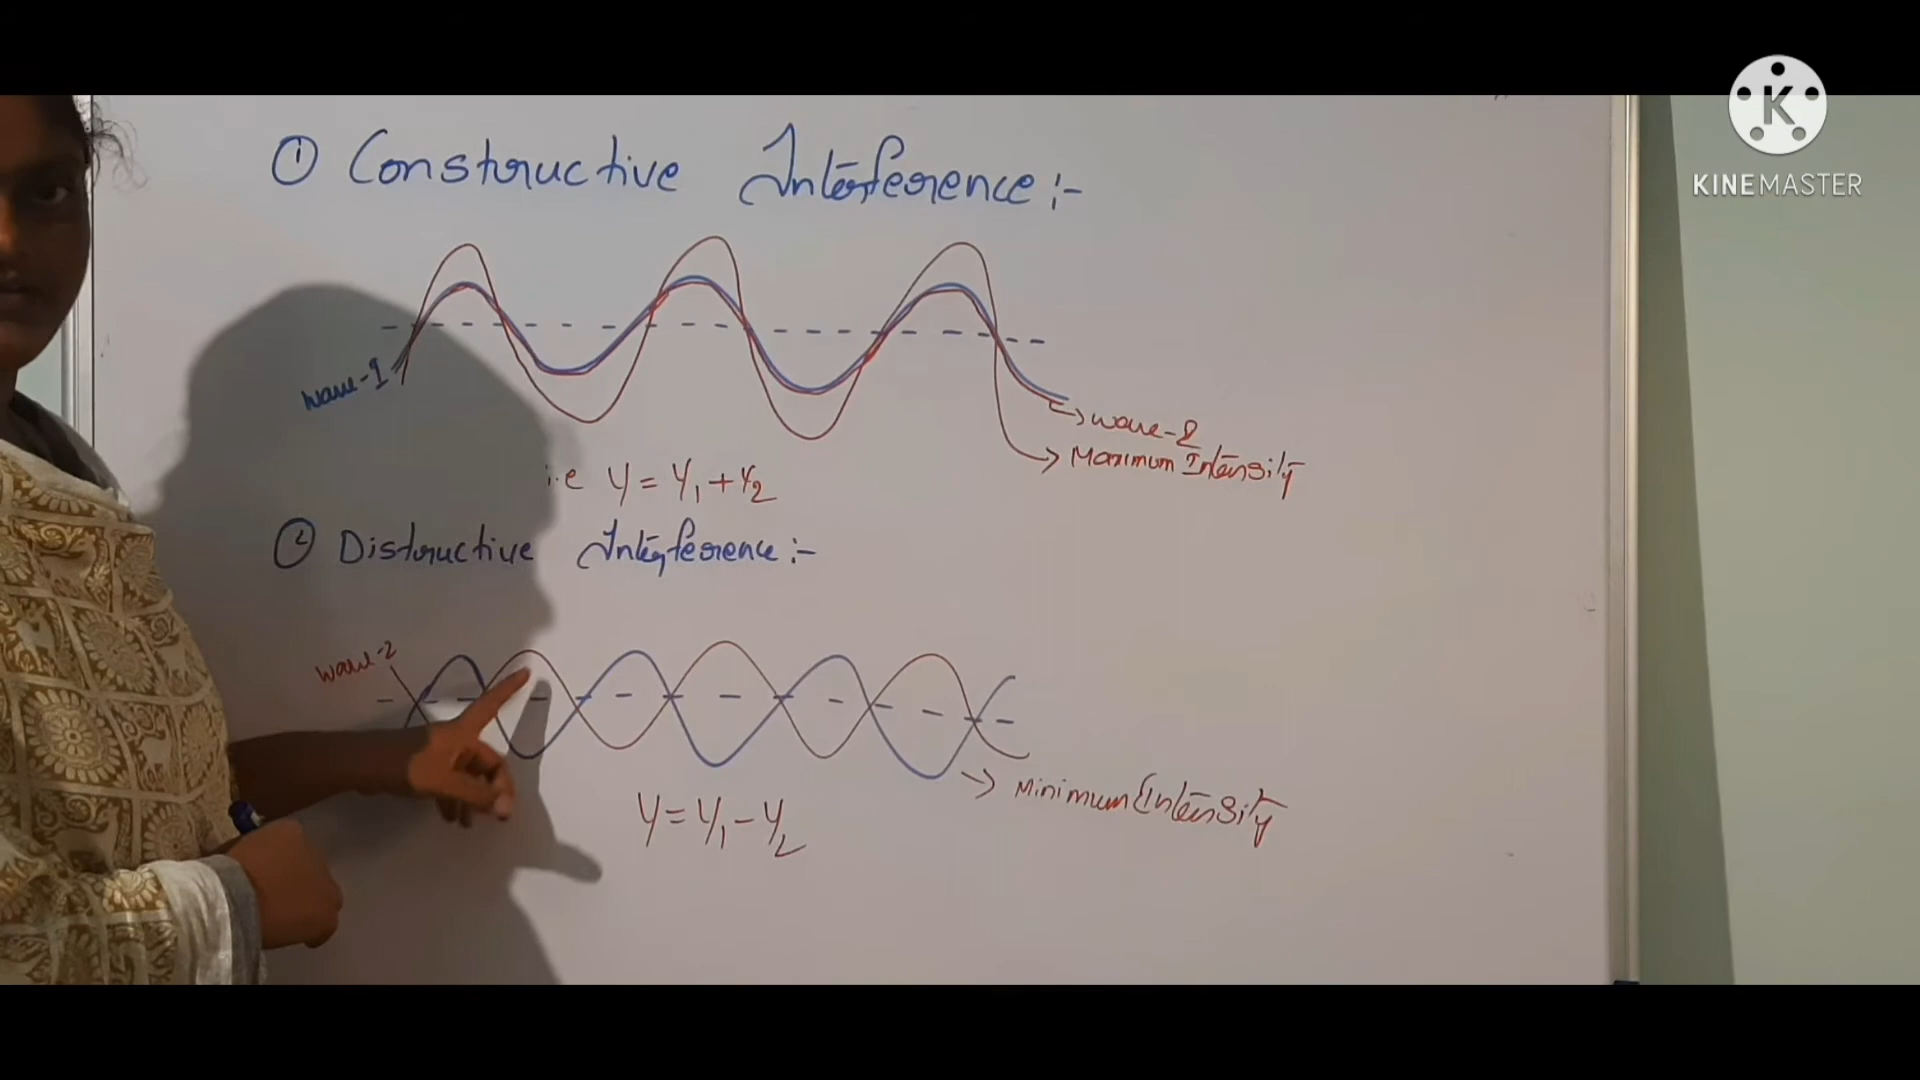 ① Constructive Interference :-
Wave-1
wave-2
Maximum Intensity
i.e y = y₁ + y₂
② Distructive Interference :-
wave-2
Minimum Intensity
y = y₁ - y₂
K
KINEMASTER